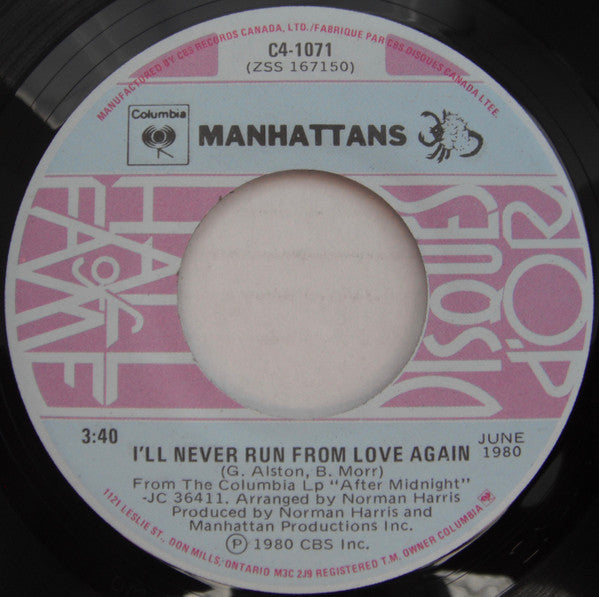 MANUFACTURED BY CBS RECORDS CANADA, LTD./FABRIQUE PAR CBS DISQUES CANADA LTEE.
C4-1071
(ZSS 167150)
Columbia
MANHATTANS
HALL of FAME
DISQUES D'OR
3:40
I'LL NEVER RUN FROM LOVE AGAIN
JUNE
1980
(G. Alston, B. Morr)
From The Columbia Lp "After Midnight"
-JC 36411. Arranged by Norman Harris
Produced by Norman Harris and
Manhattan Productions Inc.
Ⓟ 1980 CBS Inc.
1121 LESLIE ST., DON MILLS, ONTARIO M3C 2J9 REGISTERED T.M. OWNER COLUMBIA